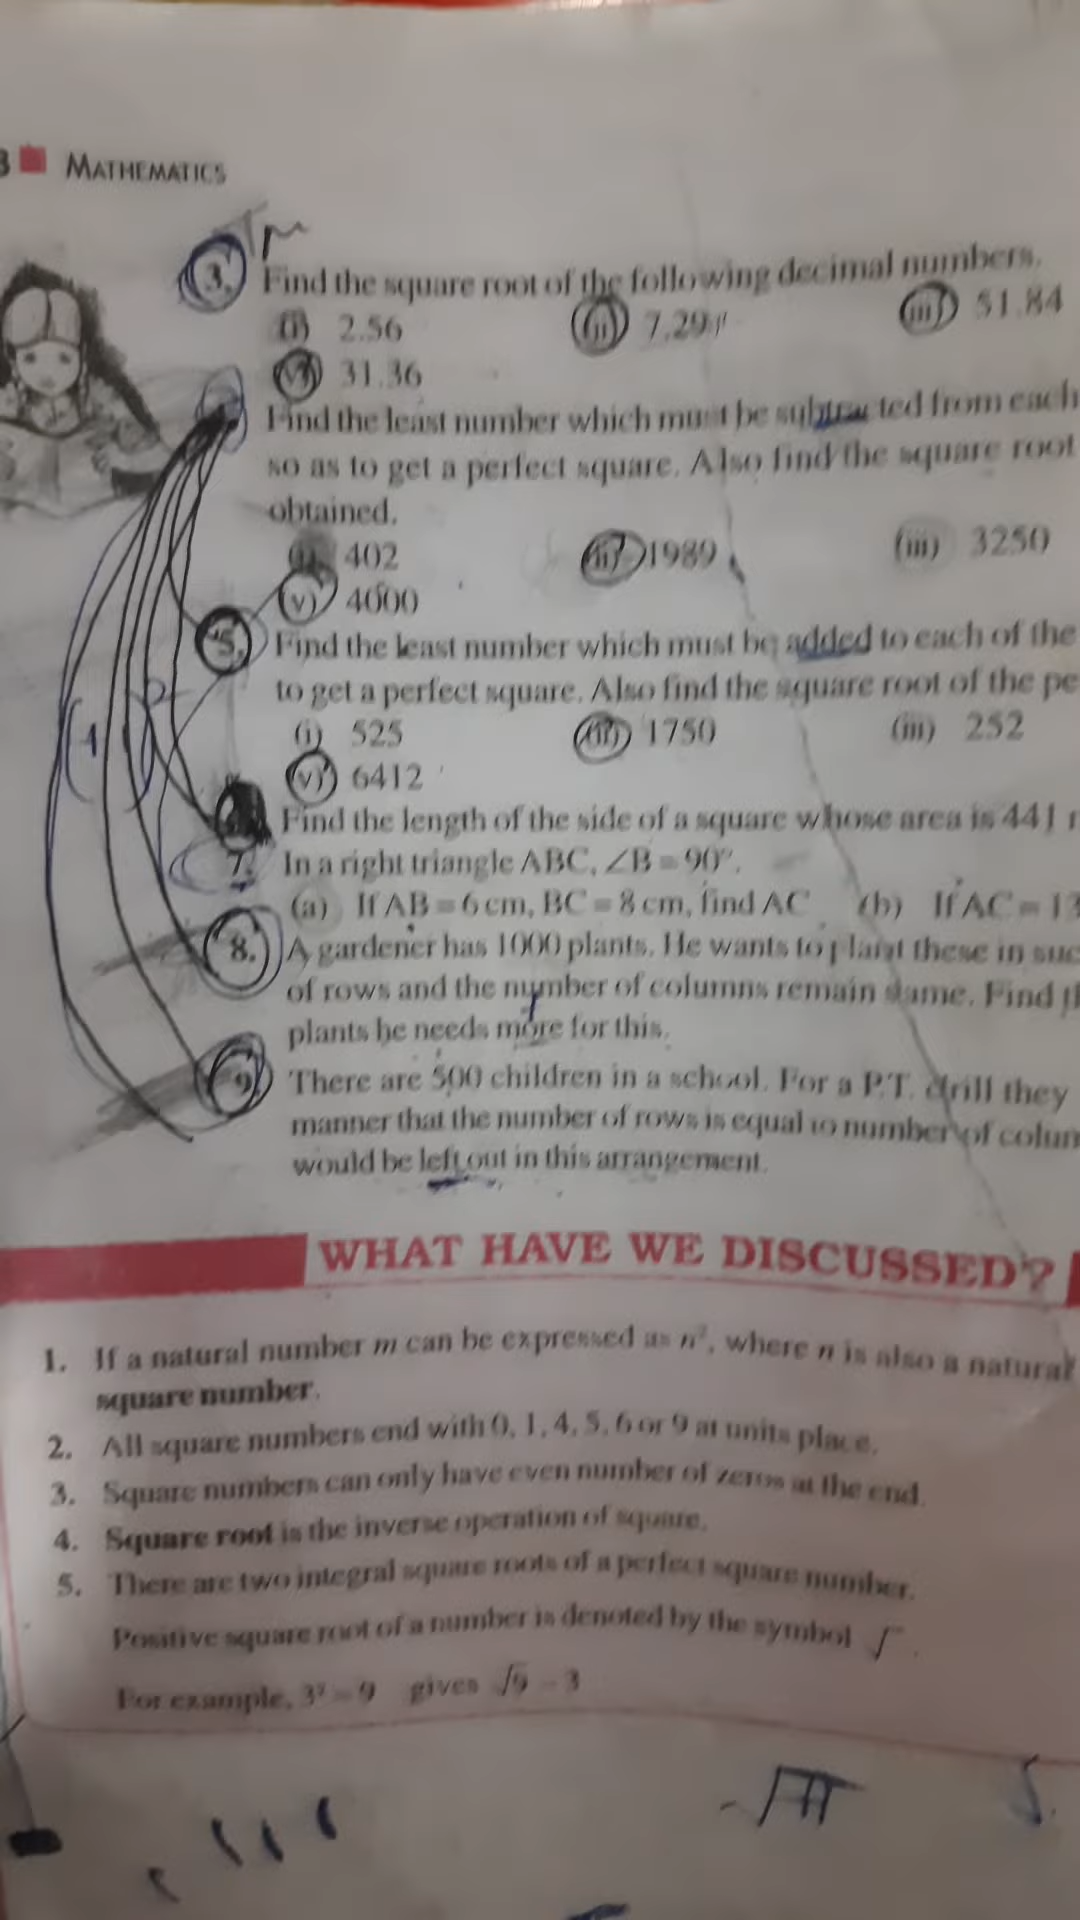 MATHEMATICS
3. Find the square root of the following decimal numbers.
(i) 2.56 (ii) 7.29 (iii) 51.84
(v) 31.36
Find the least number which must be subtracted from each
so as to get a perfect square. Also find the square root
obtained.
(i) 402 (ii) 1989 (iii) 3250
(v) 4000
5. Find the least number which must be added to each of the
to get a perfect square. Also find the square root of the pe
(i) 525 (ii) 1750 (iii) 252
(v) 6412
Find the length of the side of a square whose area is 441
7. In a right triangle ABC, ∠B = 90°.
(a) If AB = 6 cm, BC = 8 cm, find AC (b) If AC = 13
8. A gardener has 1000 plants. He wants to plant these in suc
of rows and the number of columns remain same. Find
plants he needs more for this.
9. There are 500 children in a school. For a P.T. drill they
manner that the number of rows is equal to number of colum
would be left out in this arrangement.
WHAT HAVE WE DISCUSSED?
1. If a natural number m can be expressed as n², where n is also a natural
square number.
2. All square numbers end with 0, 1, 4, 5, 6 or 9 at units place.
3. Square numbers can only have even number of zeros at the end.
4. Square root is the inverse operation of square.
5. There are two integral square roots of a perfect square number.
Positive square root of a number is denoted by the symbol √ .
For example, 3² = 9 gives √9 = 3